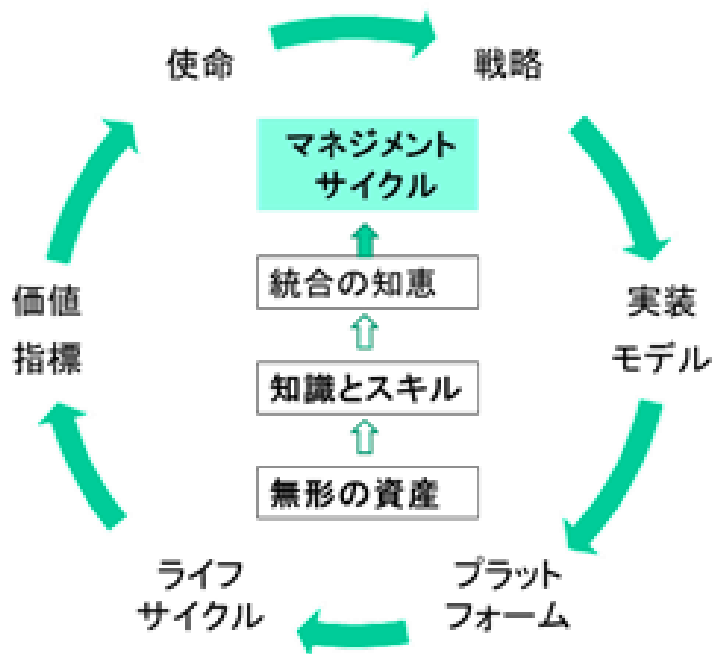 使命
戦略
マネジメント
サイクル
統合の知恵
価値
指標
実装
モデル
知識とスキル
無形の資産
ライフ
サイクル
プラット
フォーム